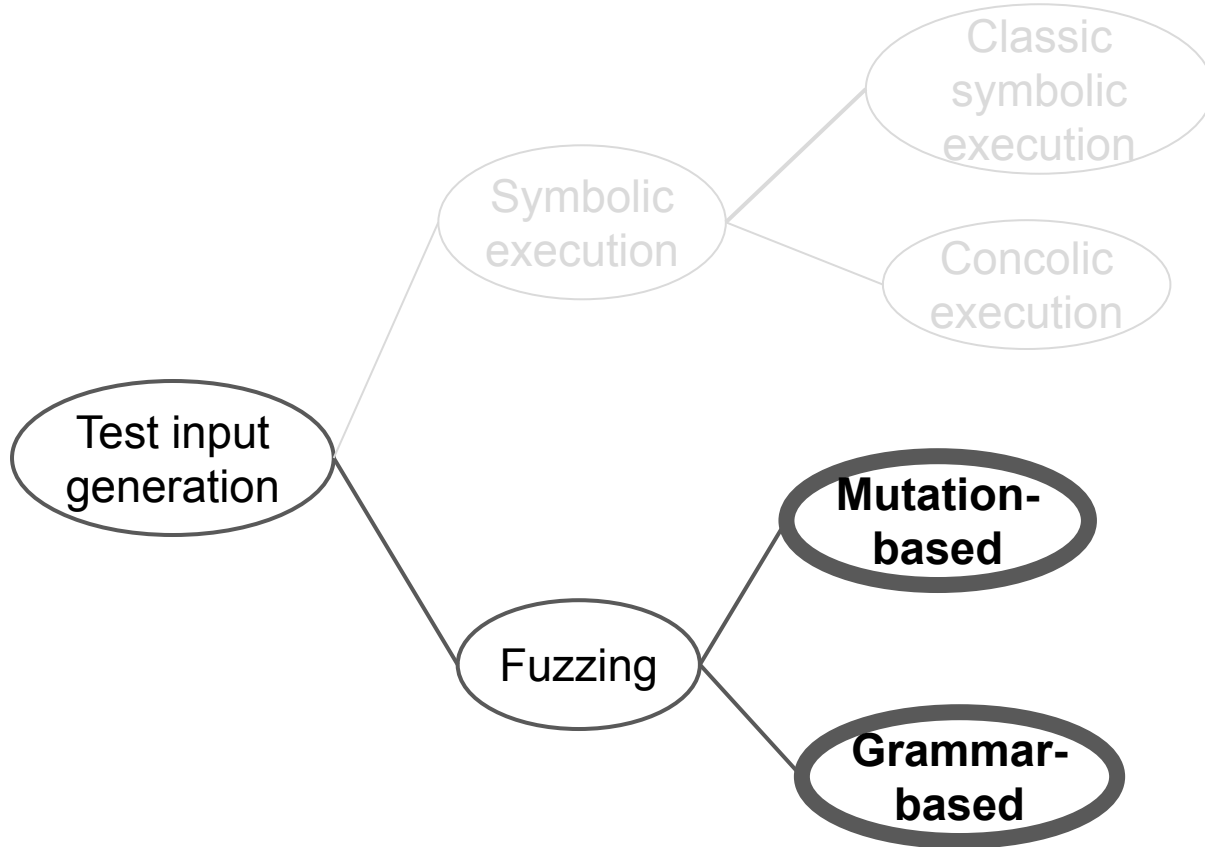 Classic
symbolic
execution
Symbolic
execution
Concolic
execution
Test input
generation
Mutation-
based
Fuzzing
Grammar-
based